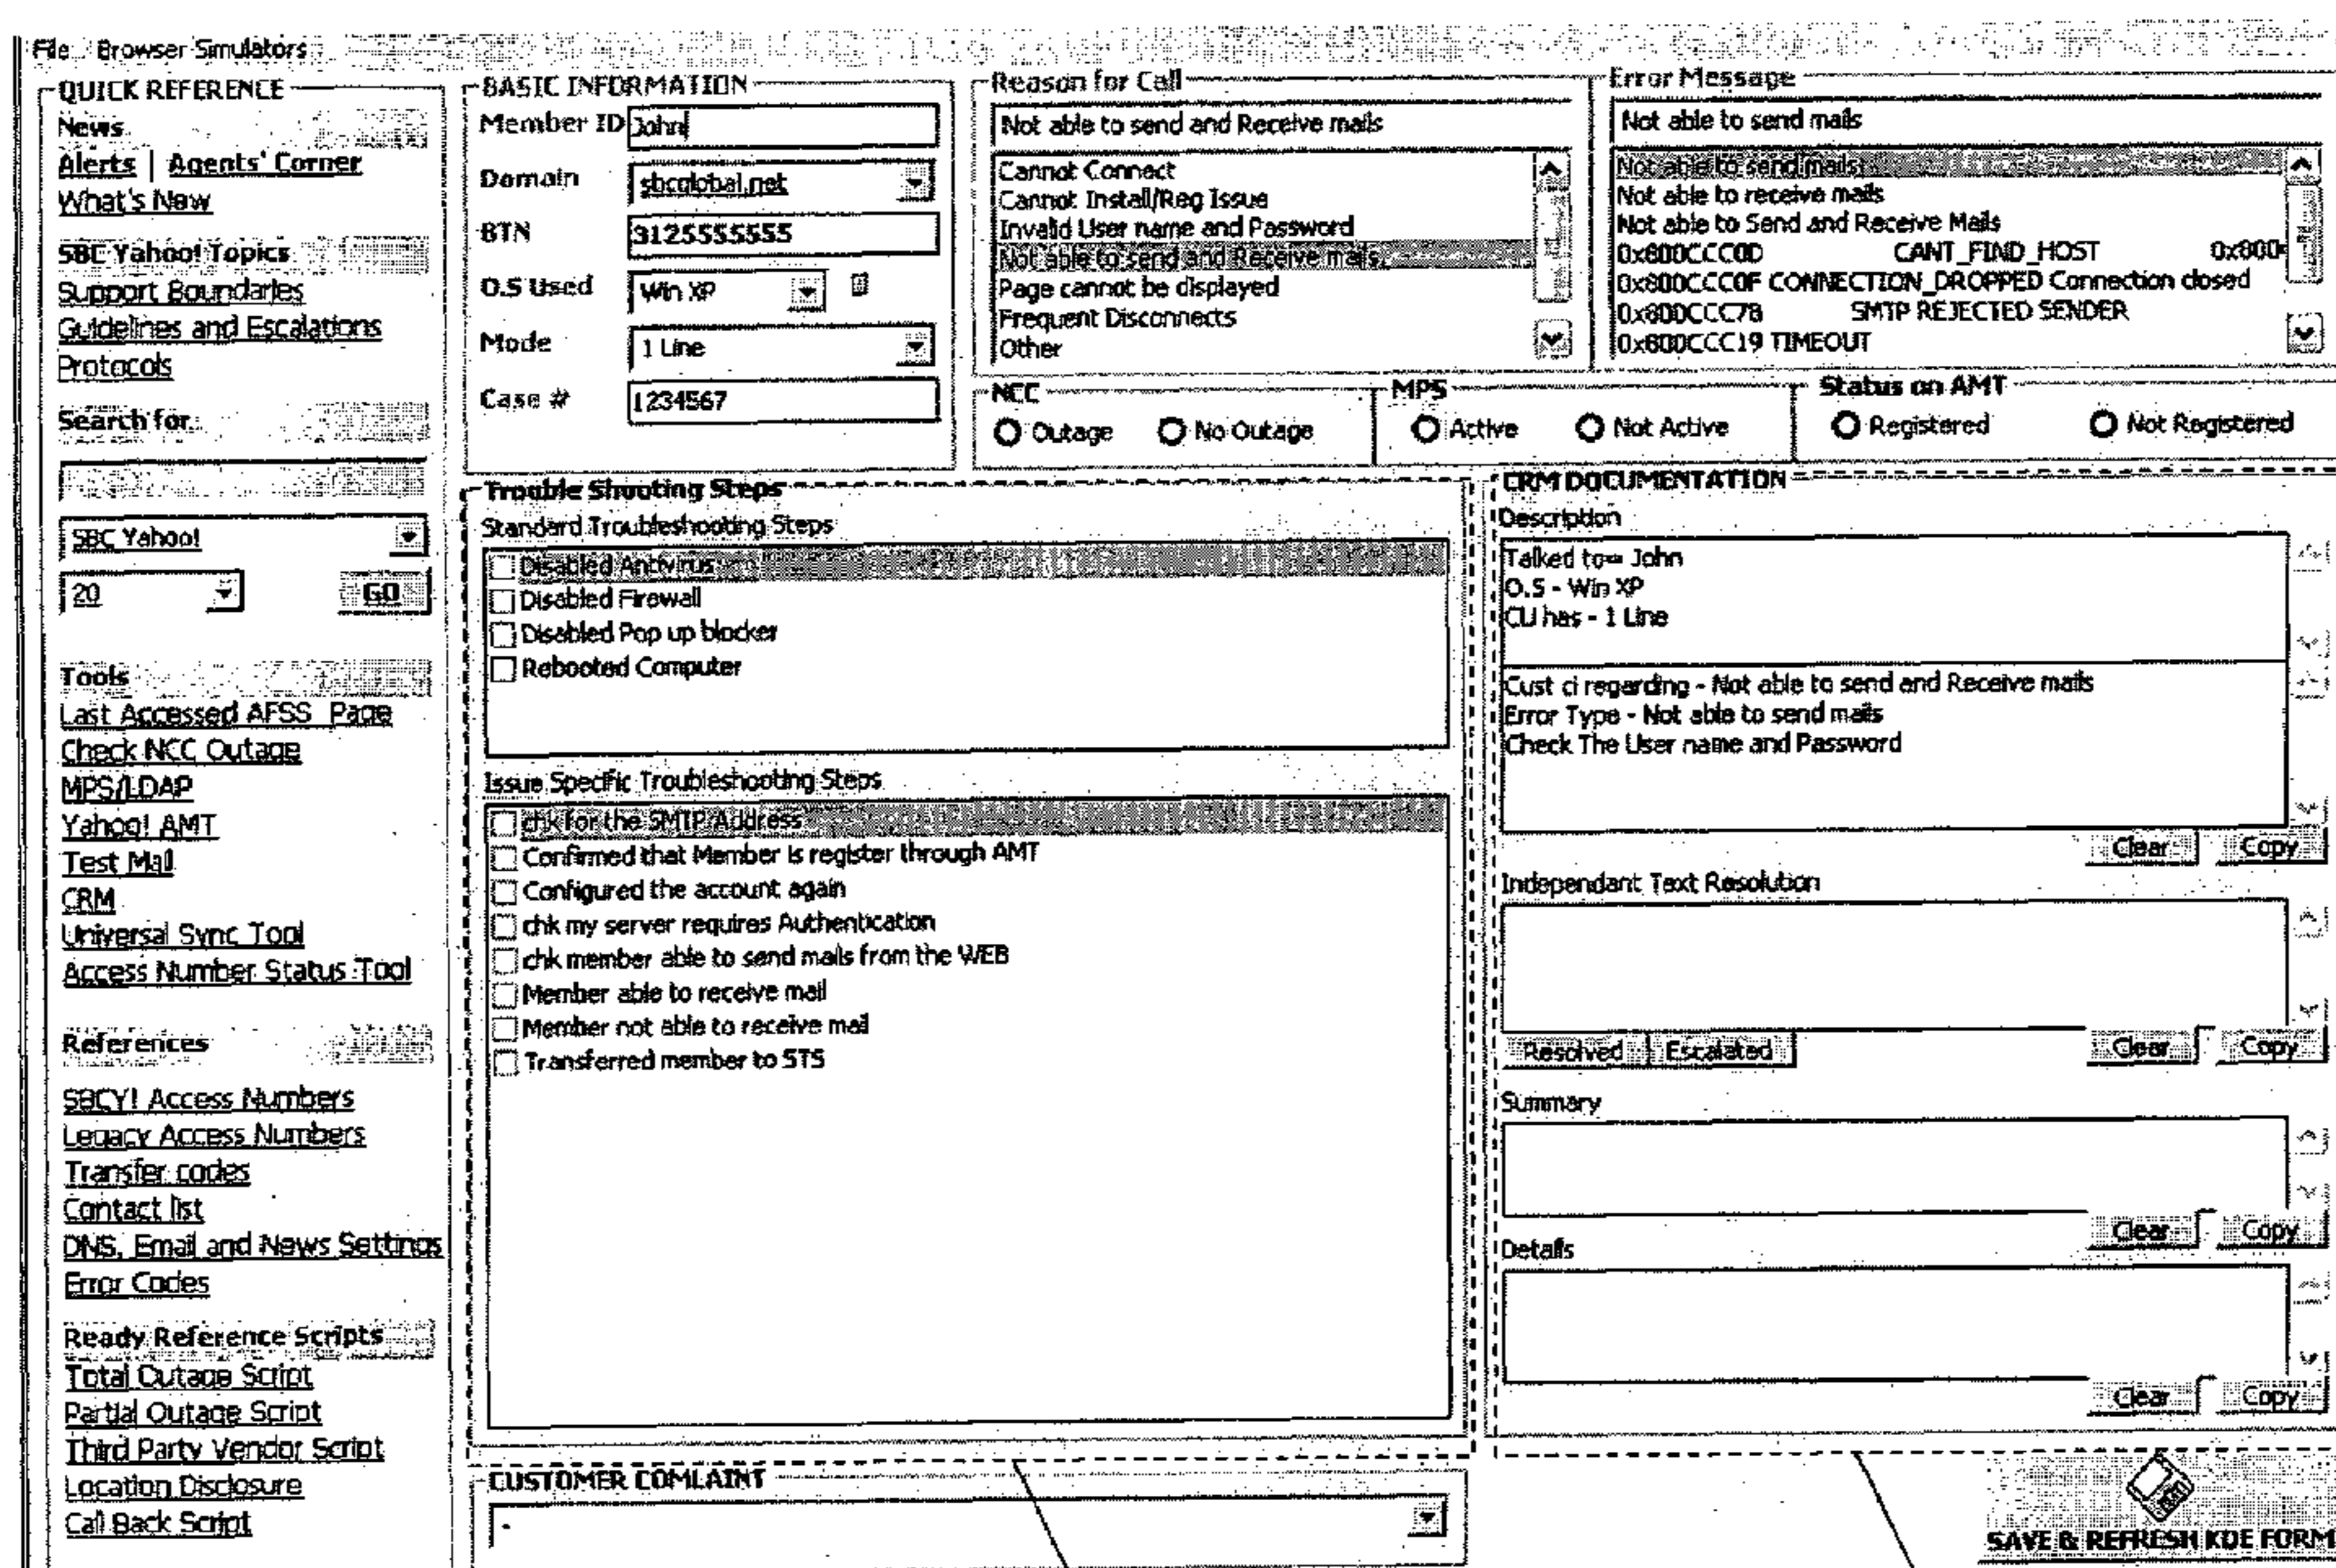 File Browser Simulators
QUICK REFERENCE
News
Alerts | Agents' Corner
What's New
SBC Yahoo! Topics
Support Boundaries
Guidelines and Escalations
Protocols
Search for
SBC Yahoo!
20 GO
Tools
Last Accessed AFSS Page
Check NCC Outage
MPS/LDAP
Yahoo! AMT
Test Mail
CRM
Universal Sync Tool
Access Number Status Tool
References
SBCY! Access Numbers
Legacy Access Numbers
Transfer codes
Contact list
DNS, Email and News Settings
Error Codes
Ready Reference Scripts
Total Outage Script
Partial Outage Script
Third Party Vendor Script
Location Disclosure
Call Back Script
BASIC INFORMATION
Member ID John
Domain sbcglobal.net
BTN 3125555555
O.S Used Win XP
Mode 1 Line
Case # 1234567
Reason for Call
Not able to send and Receive mails
Cannot Connect
Cannot Install/Reg Issue
Invalid User name and Password
Not able to send and Receive mails
Page cannot be displayed
Frequent Disconnects
Other
Error Message
Not able to send mails
Not able to send mails
Not able to receive mails
Not able to Send and Receive Mails
0x800CCC0D CANT_FIND_HOST 0x800
0x800CCC0F CONNECTION_DROPPED Connection closed
0x800CCC78 SMTP REJECTED SENDER
0x800CCC19 TIMEOUT
NCC
Outage No Outage
MPS
Active Not Active
Status on AMT
Registered Not Registered
Trouble Shooting Steps
Standard Troubleshooting Steps
Disabled Antivirus
Disabled Firewall
Disabled Pop up blocker
Rebooted Computer
Issue Specific Troubleshooting Steps
chk for the SMTP Address
Confirmed that Member is register through AMT
Configured the account again
chk my server requires Authentication
chk member able to send mails from the WEB
Member able to receive mail
Member not able to receive mail
Transferred member to STS
CUSTOMER COMLAINT
-
CRM DOCUMENTATION
Description
Talked to== John
O.S - Win XP
CU has - 1 Line
Cust ci regarding - Not able to send and Receive mails
Error Type - Not able to send mails
Check The User name and Password
Clear Copy
Independant Text Resolution
Resolved Escalated Clear Copy
Summary
Clear Copy
Details
Clear Copy
SAVE & REFRESH KDE FORM